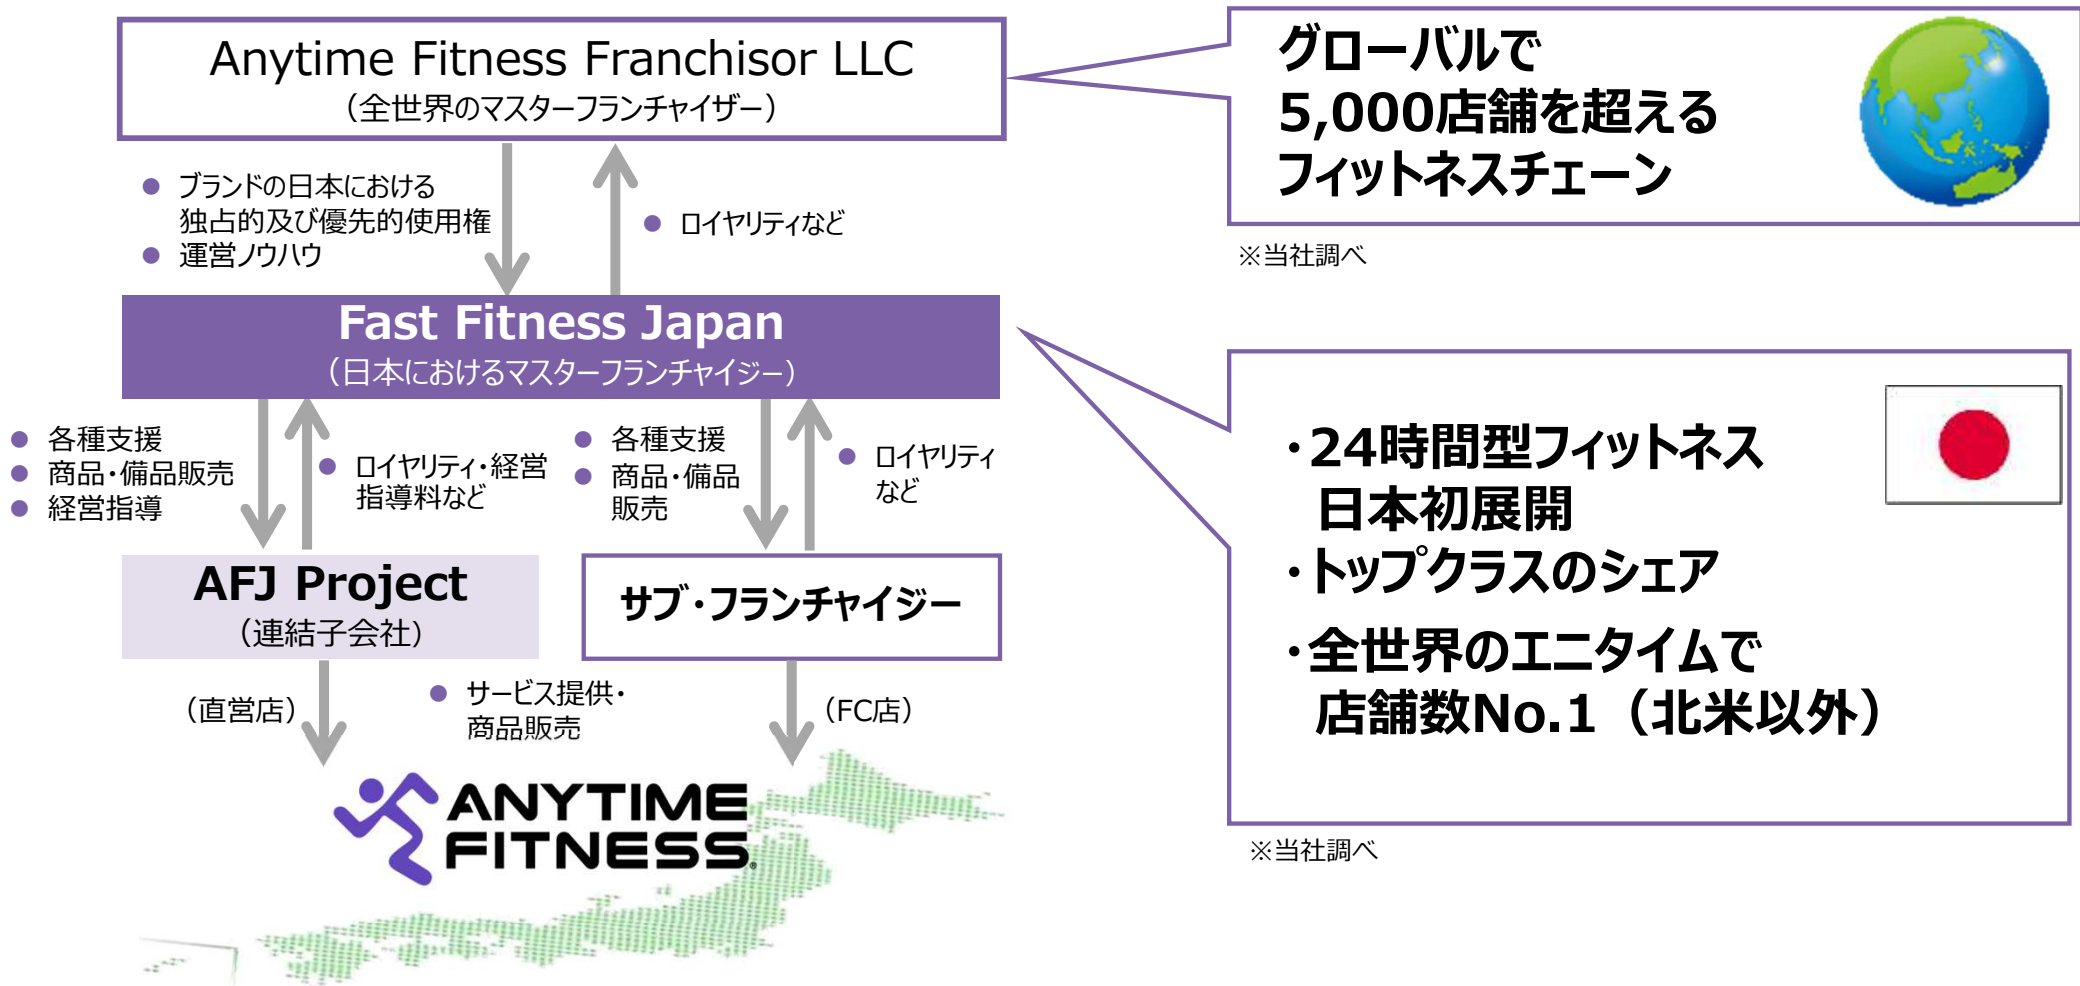 Anytime Fitness Franchisor LLC
（全世界のマスターフランチャイザー）
グローバルで
5,000店舗を超える
フィットネスチェーン
※当社調べ
● ブランドの日本における
独占的及び優先的使用権
● 運営ノウハウ
● ロイヤリティなど
Fast Fitness Japan
（日本におけるマスターフランチャイジー）
● 各種支援
● 商品・備品販売
● 経営指導
● ロイヤリティ・経営
指導料など
● 各種支援
● 商品・備品
販売
● ロイヤリティ
など
・24時間型フィットネス
日本初展開
・トップクラスのシェア
・全世界のエニタイムで
店舗数No.1（北米以外）
※当社調べ
AFJ Project
（連結子会社）
サブ・フランチャイジー
（直営店）
● サービス提供・
商品販売
（FC店）
ANYTIME
FITNESS®